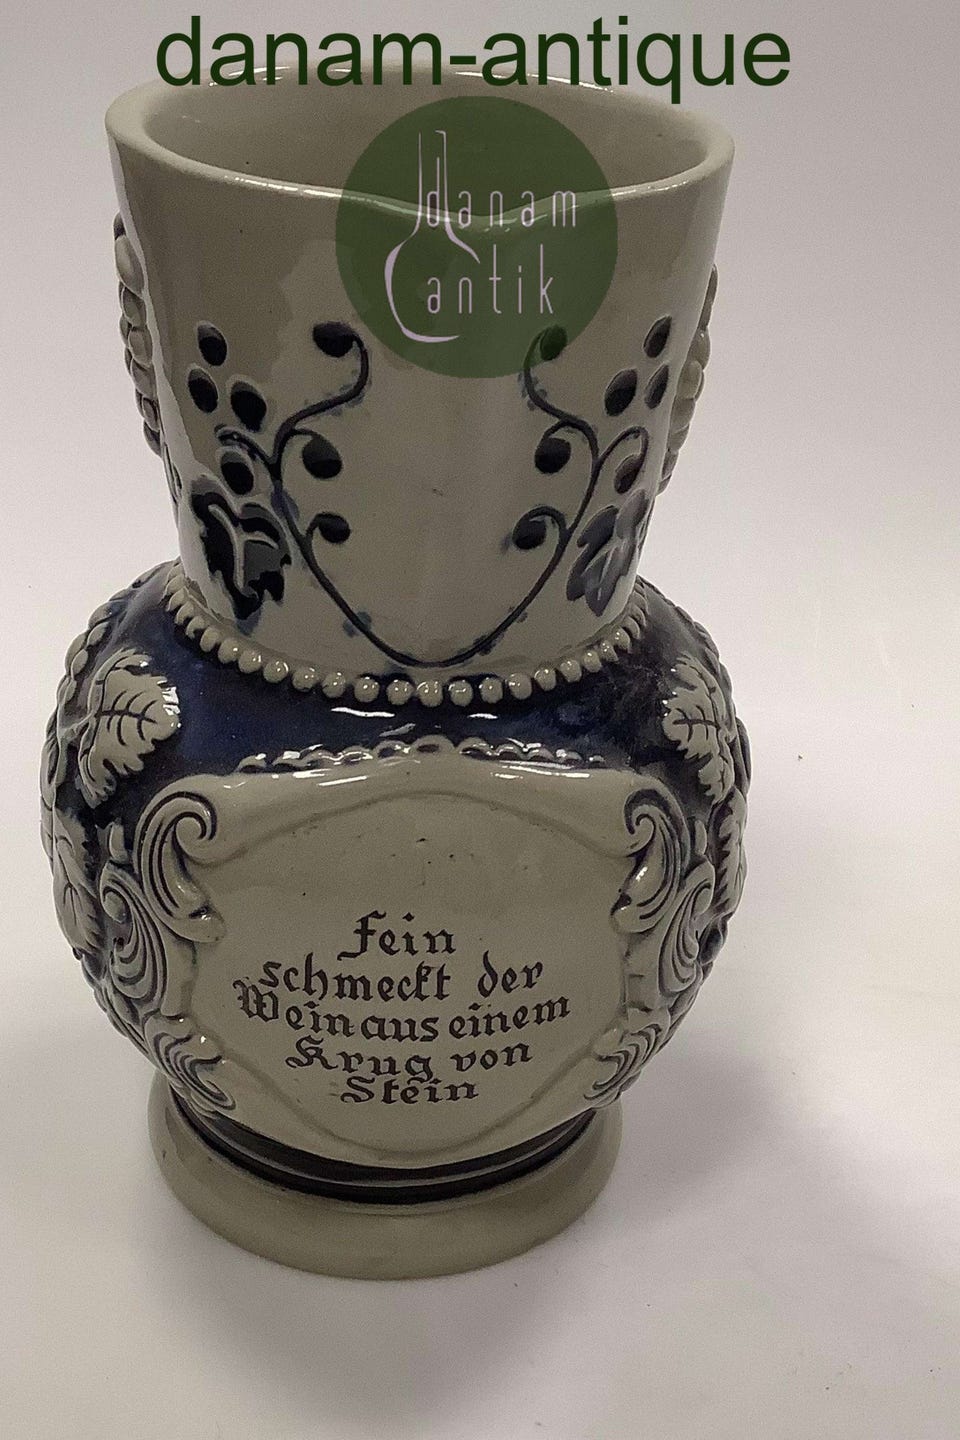 danam-antique
danam
antik
Fein
schmeckt der
Wein aus einem
Krug von
Stein